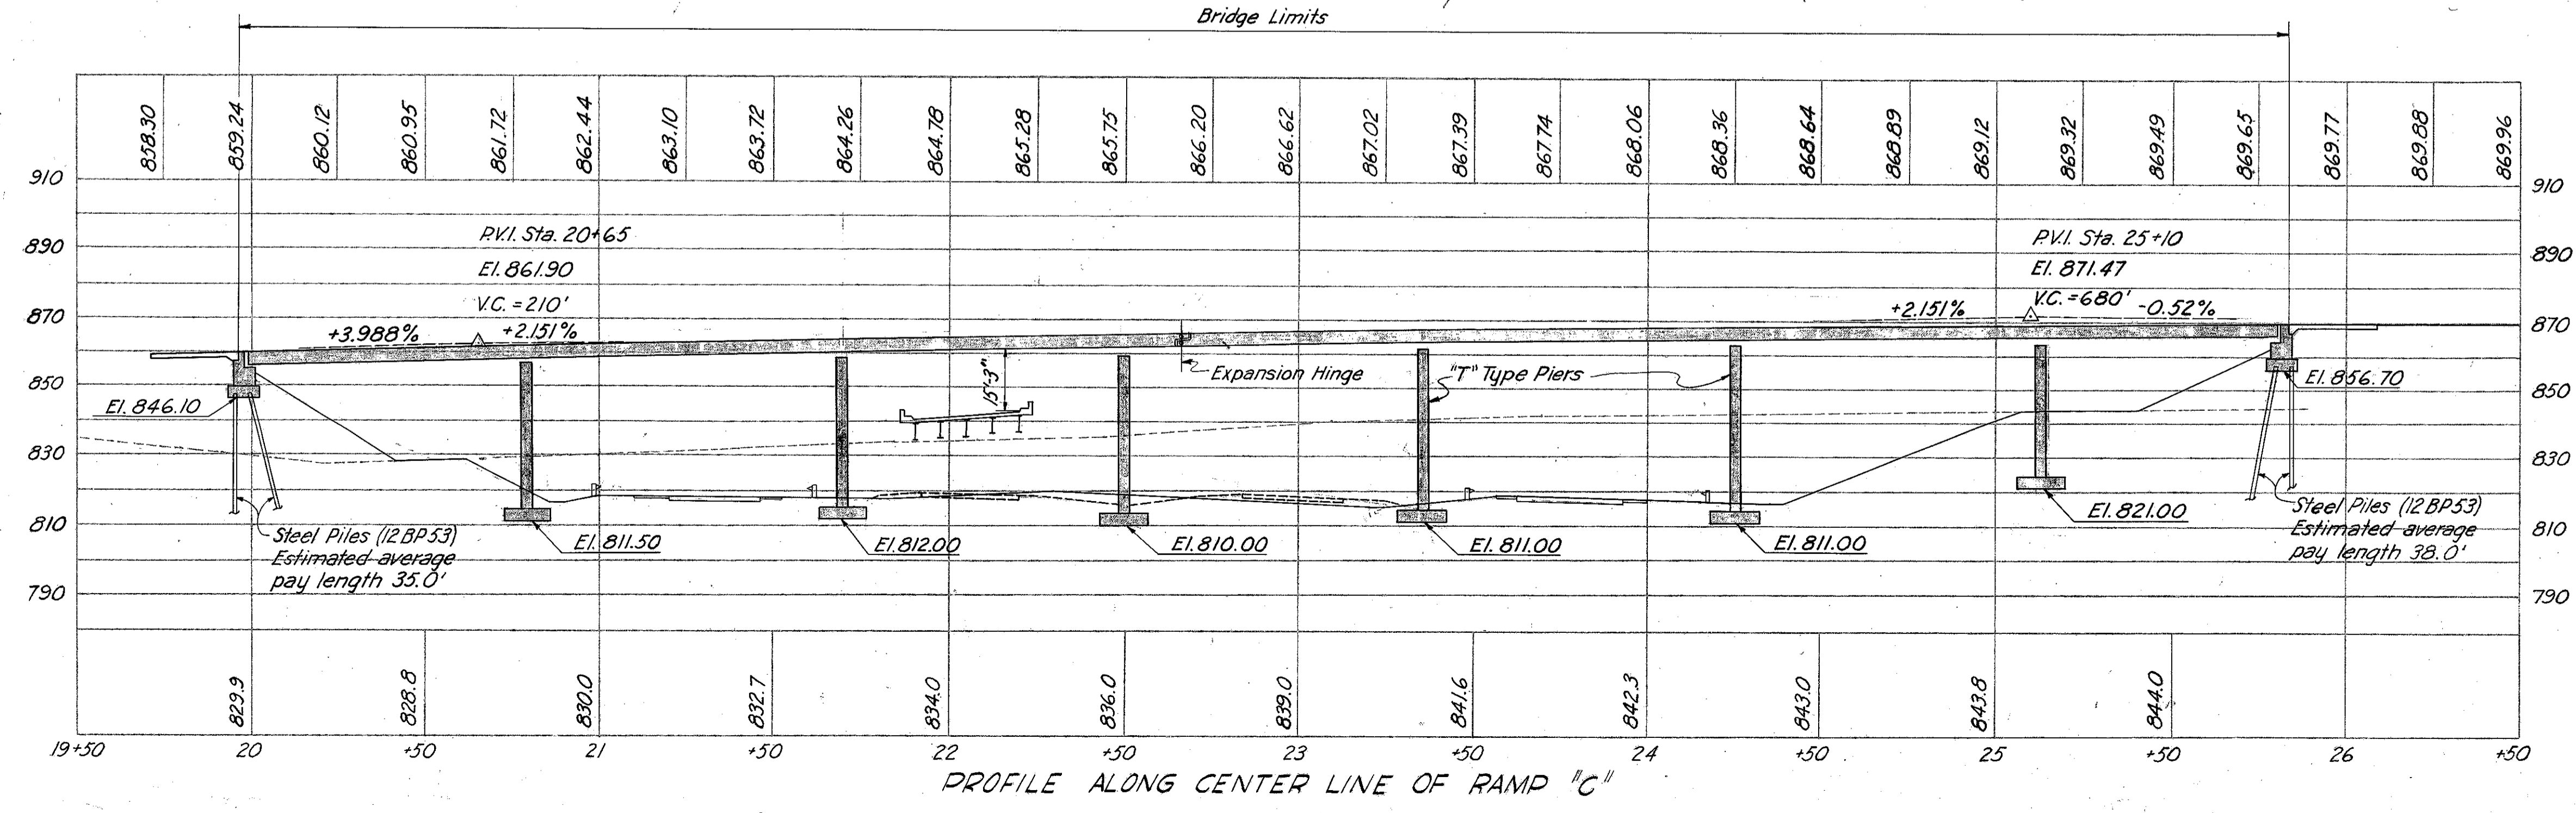 Bridge Limits
858.30 859.24 860.12 860.95 861.72 862.44 863.10 863.72 864.26 864.78 865.28 865.75 866.20 866.62 867.02 867.39 867.74 868.06 868.36 868.64 868.89 869.12 869.32 869.49 869.65 869.77 869.88 869.96
910 910
P.V.I. Sta. 20+65 P.V.I. Sta. 25+10
890 890
El. 861.90 El. 871.47
V.C. = 210' V.C. = 680'
870 +3.988% +2.151% +2.151% -0.52% 870
15'-3"
Expansion Hinge "T" Type Piers
850 El. 846.10 El. 856.70 850
830 830
Steel Piles (12 BP 53)
Estimated average
pay length 35.0'
El. 811.50 El. 812.00 El. 810.00 El. 811.00 El. 811.00 El. 821.00
Steel Piles (12 BP 53)
Estimated average
pay length 38.0'
810 810
790 790
829.9 828.8 830.0 832.7 834.0 836.0 839.0 841.6 842.3 843.0 843.8 844.0
19+50 20 +50 21 +50 22 +50 23 +50 24 +50 25 +50 26 +50
PROFILE ALONG CENTER LINE OF RAMP "C"